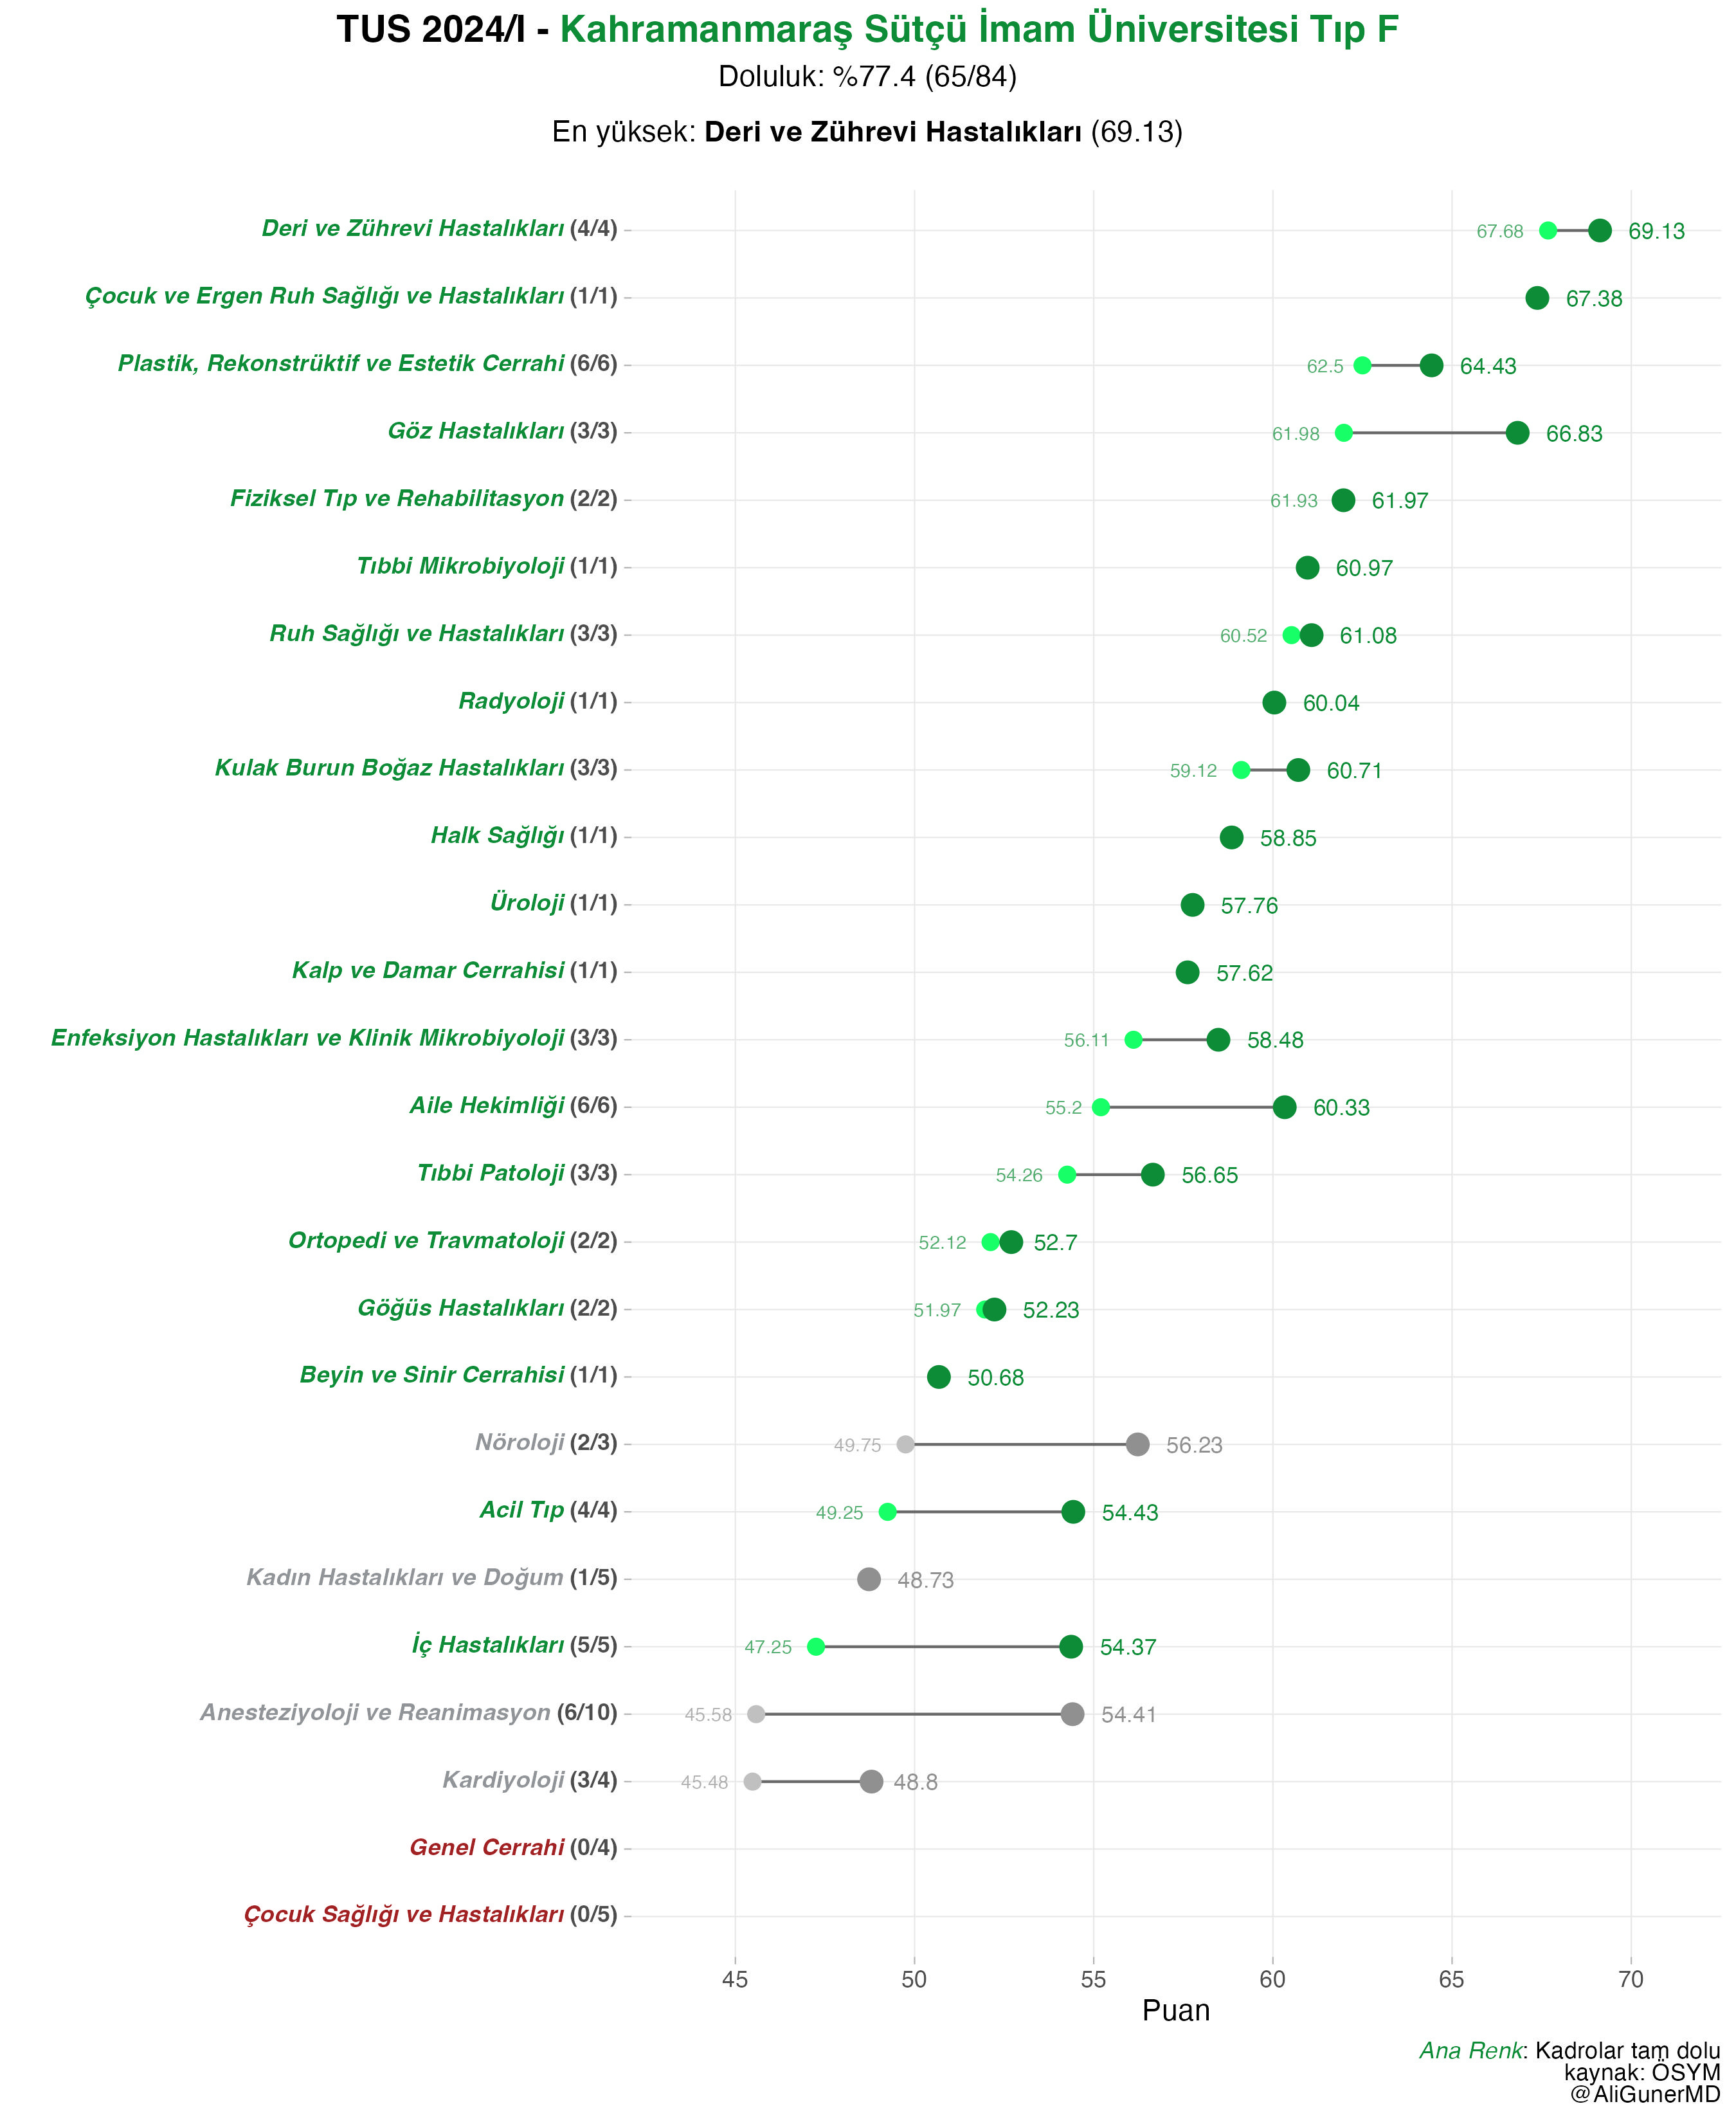 TUS 2024/I - Kahramanmaraş Sütçü İmam Üniversitesi Tıp F
Doluluk: %77.4 (65/84)
En yüksek: Deri ve Zührevi Hastalıkları (69.13)
Deri ve Zührevi Hastalıkları (4/4) 67.68 69.13
Çocuk ve Ergen Ruh Sağlığı ve Hastalıkları (1/1) 67.38
Plastik, Rekonstrüktif ve Estetik Cerrahi (6/6) 62.5 64.43
Göz Hastalıkları (3/3) 61.98 66.83
Fiziksel Tıp ve Rehabilitasyon (2/2) 61.93 61.97
Tıbbi Mikrobiyoloji (1/1) 60.97
Ruh Sağlığı ve Hastalıkları (3/3) 60.52 61.08
Radyoloji (1/1) 60.04
Kulak Burun Boğaz Hastalıkları (3/3) 59.12 60.71
Halk Sağlığı (1/1) 58.85
Üroloji (1/1) 57.76
Kalp ve Damar Cerrahisi (1/1) 57.62
Enfeksiyon Hastalıkları ve Klinik Mikrobiyoloji (3/3) 56.11 58.48
Aile Hekimliği (6/6) 55.2 60.33
Tıbbi Patoloji (3/3) 54.26 56.65
Ortopedi ve Travmatoloji (2/2) 52.12 52.7
Göğüs Hastalıkları (2/2) 51.97 52.23
Beyin ve Sinir Cerrahisi (1/1) 50.68
Nöroloji (2/3) 49.75 56.23
Acil Tıp (4/4) 49.25 54.43
Kadın Hastalıkları ve Doğum (1/5) 48.73
İç Hastalıkları (5/5) 47.25 54.37
Anesteziyoloji ve Reanimasyon (6/10) 45.58 54.41
Kardiyoloji (3/4) 45.48 48.8
Genel Cerrahi (0/4)
Çocuk Sağlığı ve Hastalıkları (0/5)
45 50 55 60 65 70
Puan
Ana Renk: Kadrolar tam dolu
kaynak: ÖSYM
@AliGunerMD